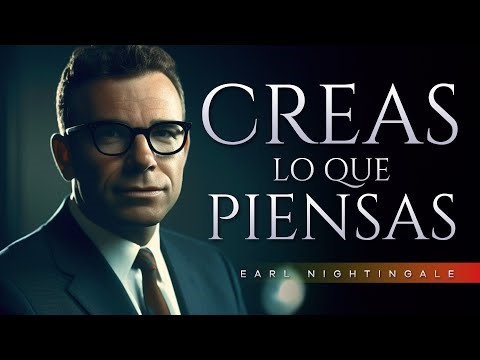 CREAS
LO QUE
PIENSAS
EARL NIGHTINGALE